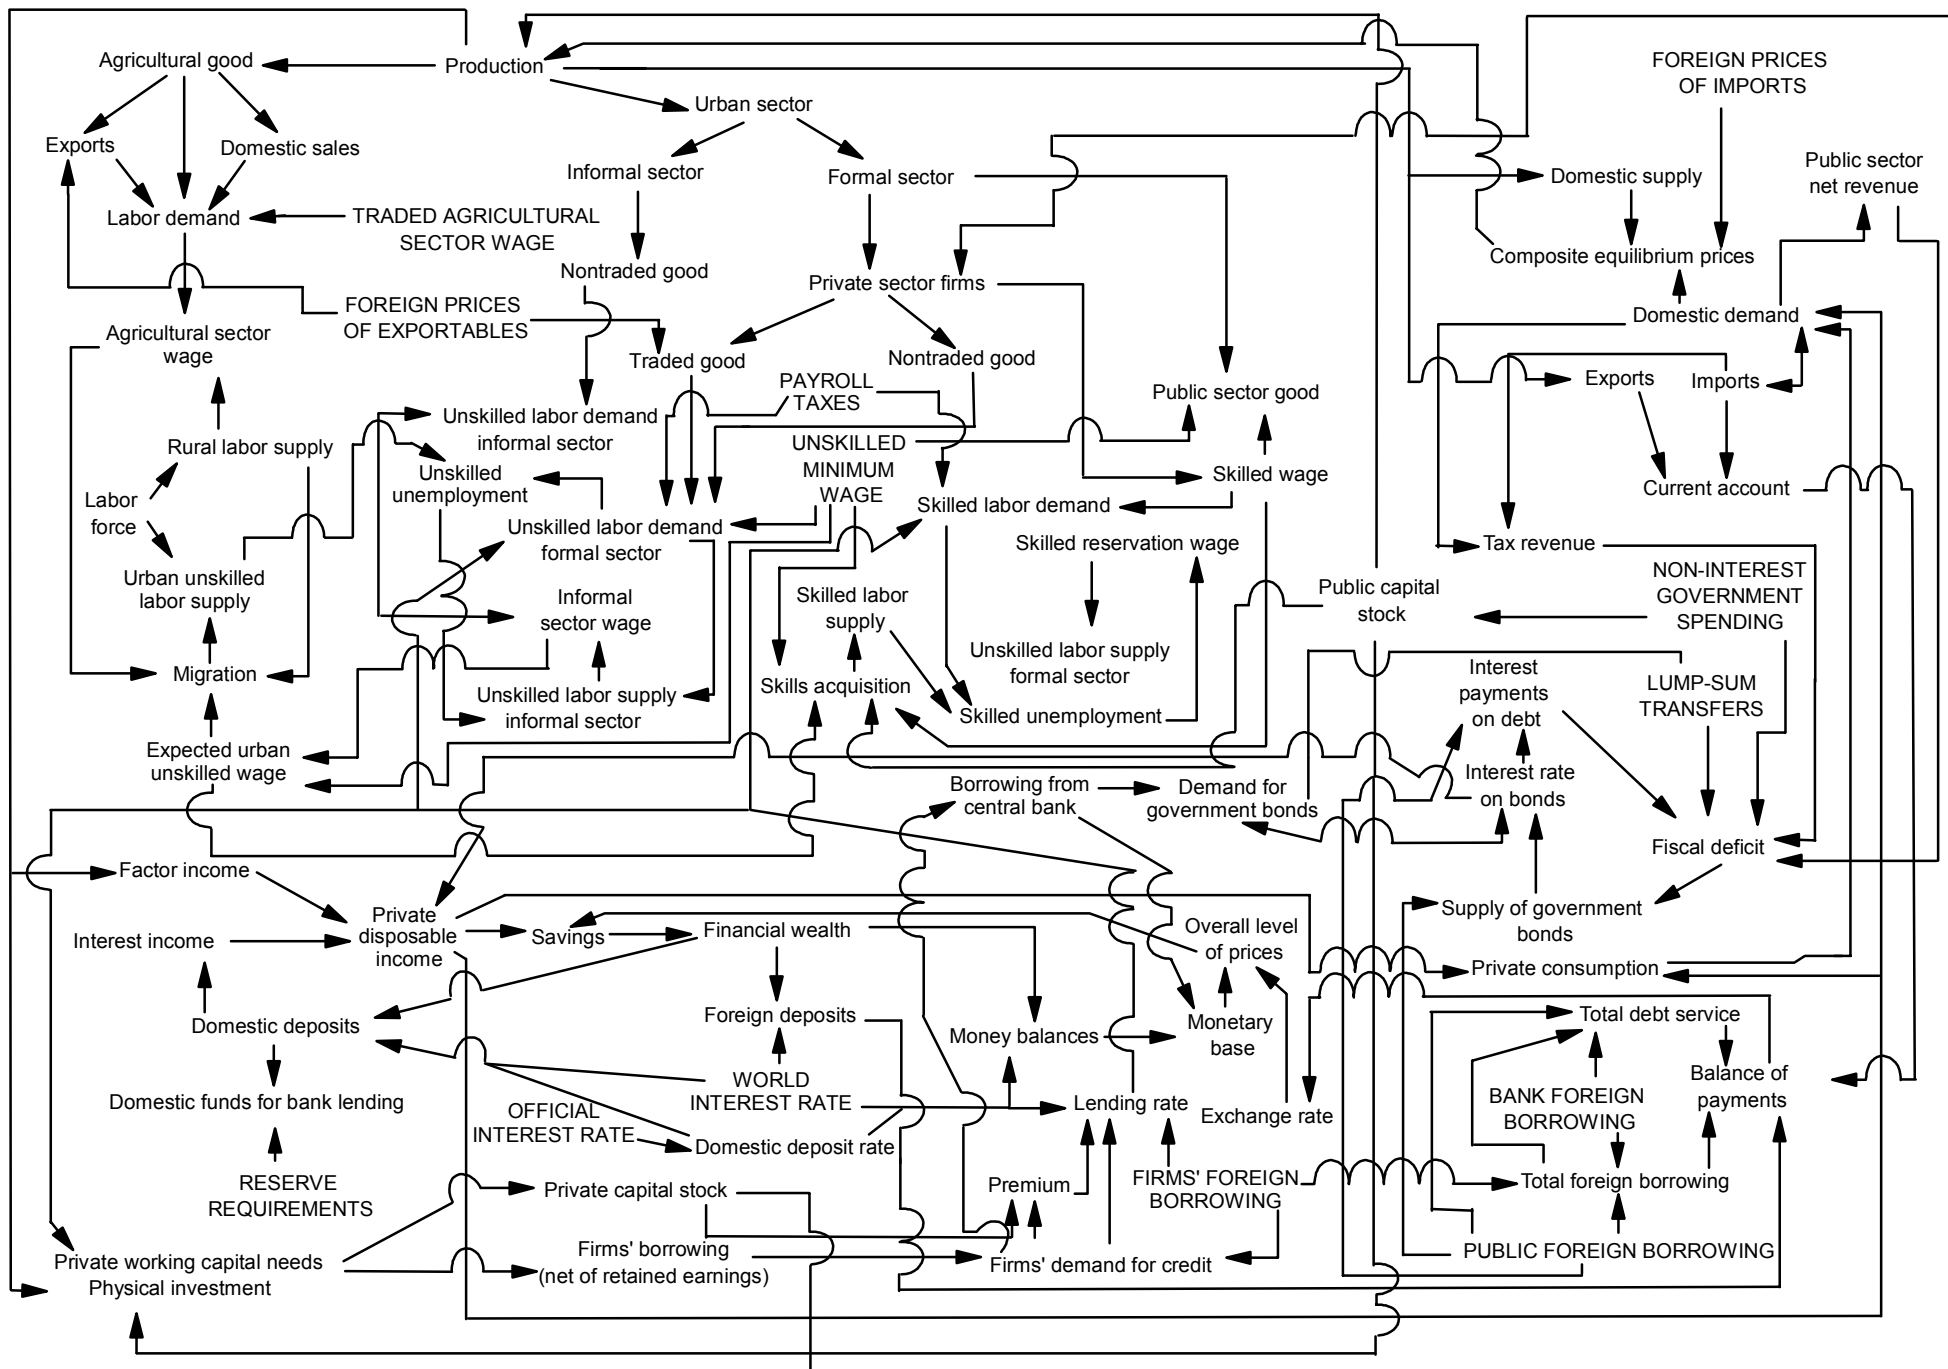 Agricultural good
Production
FOREIGN PRICES
OF IMPORTS
Urban sector
Exports
Domestic sales
Informal sector
Formal sector
Domestic supply
Public sector
net revenue
Labor demand
TRADED AGRICULTURAL
SECTOR WAGE
Nontraded good
Private sector firms
Composite equilibrium prices
FOREIGN PRICES
OF EXPORTABLES
Domestic demand
Agricultural sector
wage
Traded good
Nontraded good
PAYROLL
TAXES
Public sector good
Exports
Imports
Unskilled labor demand
informal sector
Rural labor supply
UNSKILLED
MINIMUM
WAGE
Unskilled
unemployment
Skilled wage
Current account
Labor
force
Skilled labor demand
Unskilled labor demand
formal sector
Skilled reservation wage
Tax revenue
Urban unskilled
labor supply
Informal
sector wage
Skilled labor
supply
Public capital
stock
NON-INTEREST
GOVERNMENT
SPENDING
Migration
Unskilled labor supply
formal sector
Skills acquisition
Unskilled labor supply
informal sector
Skilled unemployment
Interest
payments
on debt
LUMP-SUM
TRANSFERS
Expected urban
unskilled wage
Borrowing from
central bank
Demand for
government bonds
Interest rate
on bonds
Fiscal deficit
Factor income
Private
disposable
income
Interest income
Savings
Financial wealth
Overall level
of prices
Supply of government
bonds
Private consumption
Domestic deposits
Foreign deposits
Money balances
Monetary
base
Total debt service
Domestic funds for bank lending
WORLD
INTEREST RATE
OFFICIAL
INTEREST RATE
Lending rate
Exchange rate
BANK FOREIGN
BORROWING
Balance of
payments
Domestic deposit rate
RESERVE
REQUIREMENTS
Private capital stock
Premium
FIRMS' FOREIGN
BORROWING
Total foreign borrowing
Private working capital needs
Physical investment
Firms' borrowing
(net of retained earnings)
Firms' demand for credit
PUBLIC FOREIGN BORROWING